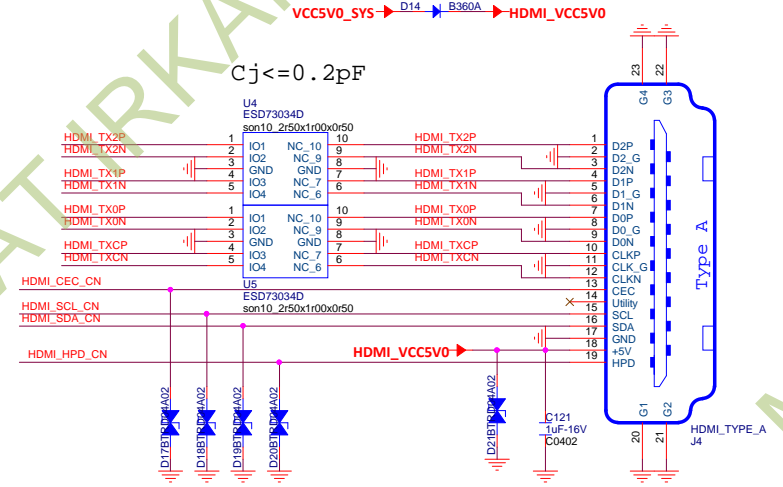 VCC5V0_SYS D14 B360A HDMI_VCC5V0
Cj<=0.2pF
U4
ESD73034D
son10_2r50x1r00x0r50
HDMI_TX2P 1 IO1 NC_10 10 HDMI_TX2P
HDMI_TX2N 2 IO2 NC_9 9 HDMI_TX2N
3 GND GND 8
HDMI_TX1P 4 IO3 NC_7 7 HDMI_TX1P
HDMI_TX1N 5 IO4 NC_6 6 HDMI_TX1N
HDMI_TX0P 1 IO1 NC_10 10 HDMI_TX0P
HDMI_TX0N 2 IO2 NC_9 9 HDMI_TX0N
3 GND GND 8
HDMI_TXCP 4 IO3 NC_7 7 HDMI_TXCP
HDMI_TXCN 5 IO4 NC_6 6 HDMI_TXCN
U5
ESD73034D
son10_2r50x1r00x0r50
HDMI_CEC_CN
HDMI_SCL_CN
HDMI_SDA_CN
HDMI_HPD_CN
HDMI_VCC5V0
23 22
G4 G3
1 D2P
2 D2_G
3 D2N
4 D1P
5 D1_G
6 D1N
7 D0P
8 D0_G
9 D0N
10 CLKP
11 CLK_G
12 CLKN
13 CEC
14 Utility
15 SCL
16 SDA
17 GND
18 +5V
19 HPD
Type A
G1 G2
20 21
HDMI_TYPE_A
J4
C121
1uF-16V
C0402